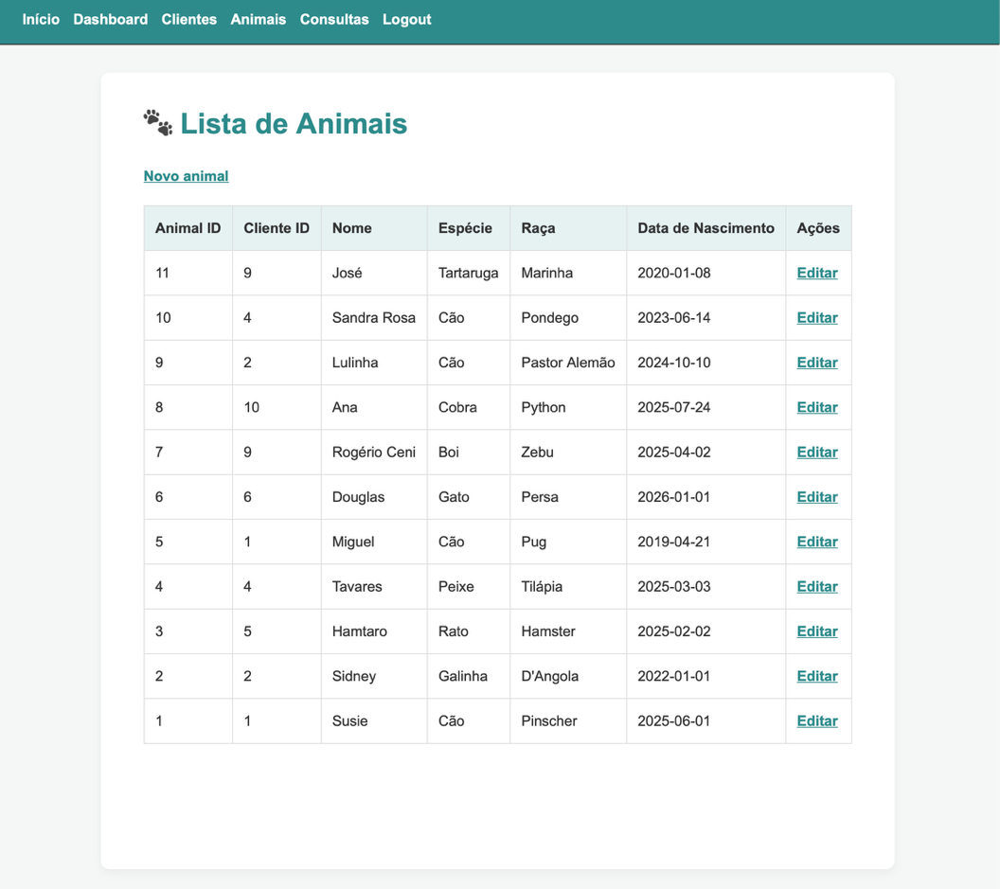 Início Dashboard Clientes Animais Consultas Logout
Lista de Animais
Novo animal
Animal ID Cliente ID Nome Espécie Raça Data de Nascimento Ações
11 9 José Tartaruga Marinha 2020-01-08 Editar
10 4 Sandra Rosa Cão Pondego 2023-06-14 Editar
9 2 Lulinha Cão Pastor Alemão 2024-10-10 Editar
8 10 Ana Cobra Python 2025-07-24 Editar
7 9 Rogério Ceni Boi Zebu 2025-04-02 Editar
6 6 Douglas Gato Persa 2026-01-01 Editar
5 1 Miguel Cão Pug 2019-04-21 Editar
4 4 Tavares Peixe Tilápia 2025-03-03 Editar
3 5 Hamtaro Rato Hamster 2025-02-02 Editar
2 2 Sidney Galinha D'Angola 2022-01-01 Editar
1 1 Susie Cão Pinscher 2025-06-01 Editar